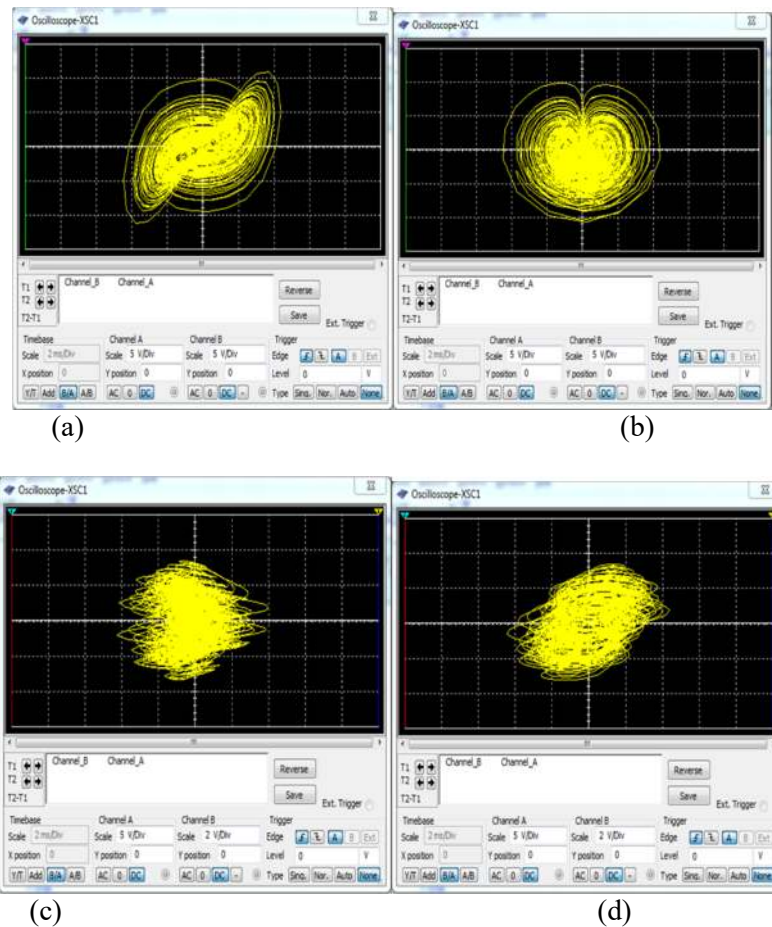 Oscilloscope-XSC1
T1
T2
T2-T1
Channel_B Channel_A
Reverse
Save
Ext. Trigger
Timebase
Channel A
Channel B
Trigger
Scale 2 ms/Div
Scale 5 V/Div
Scale 5 V/Div
Edge A B Ext
X position 0
Y position 0
Y position 0
Level 0 V
Y/T Add B/A A/B
AC 0 DC
AC 0 DC -
Type Sing. Nor. Auto None
(a)
Oscilloscope-XSC1
T1
T2
T2-T1
Channel_B Channel_A
Reverse
Save
Ext. Trigger
Timebase
Channel A
Channel B
Trigger
Scale 2 ms/Div
Scale 5 V/Div
Scale 5 V/Div
Edge A B Ext
X position 0
Y position 0
Y position 0
Level 0 V
Y/T Add B/A A/B
AC 0 DC
AC 0 DC -
Type Sing. Nor. Auto None
(b)
Oscilloscope-XSC1
T1
T2
T2-T1
Channel_B Channel_A
Reverse
Save
Ext. Trigger
Timebase
Channel A
Channel B
Trigger
Scale 2 ms/Div
Scale 5 V/Div
Scale 2 V/Div
Edge A B Ext
X position 0
Y position 0
Y position 0
Level 0 V
Y/T Add B/A A/B
AC 0 DC
AC 0 DC -
Type Sing. Nor. Auto None
(c)
Oscilloscope-XSC1
T1
T2
T2-T1
Channel_B Channel_A
Reverse
Save
Ext. Trigger
Timebase
Channel A
Channel B
Trigger
Scale 2 ms/Div
Scale 5 V/Div
Scale 2 V/Div
Edge A B Ext
X position 0
Y position 0
Y position 0
Level 0 V
Y/T Add B/A A/B
AC 0 DC
AC 0 DC -
Type Sing. Nor. Auto None
(d)